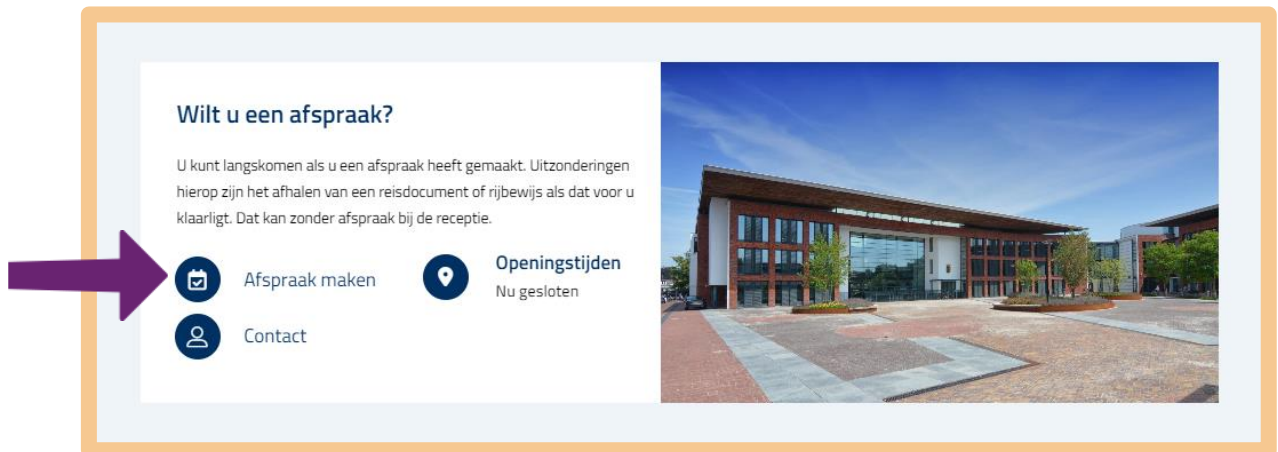 Wilt u een afspraak?
U kunt langskomen als u een afspraak heeft gemaakt. Uitzonderingen
hierop zijn het afhalen van een reisdocument of rijbewijs als dat voor u
klaarligt. Dat kan zonder afspraak bij de receptie.
Afspraak maken
Openingstijden
Nu gesloten
Contact